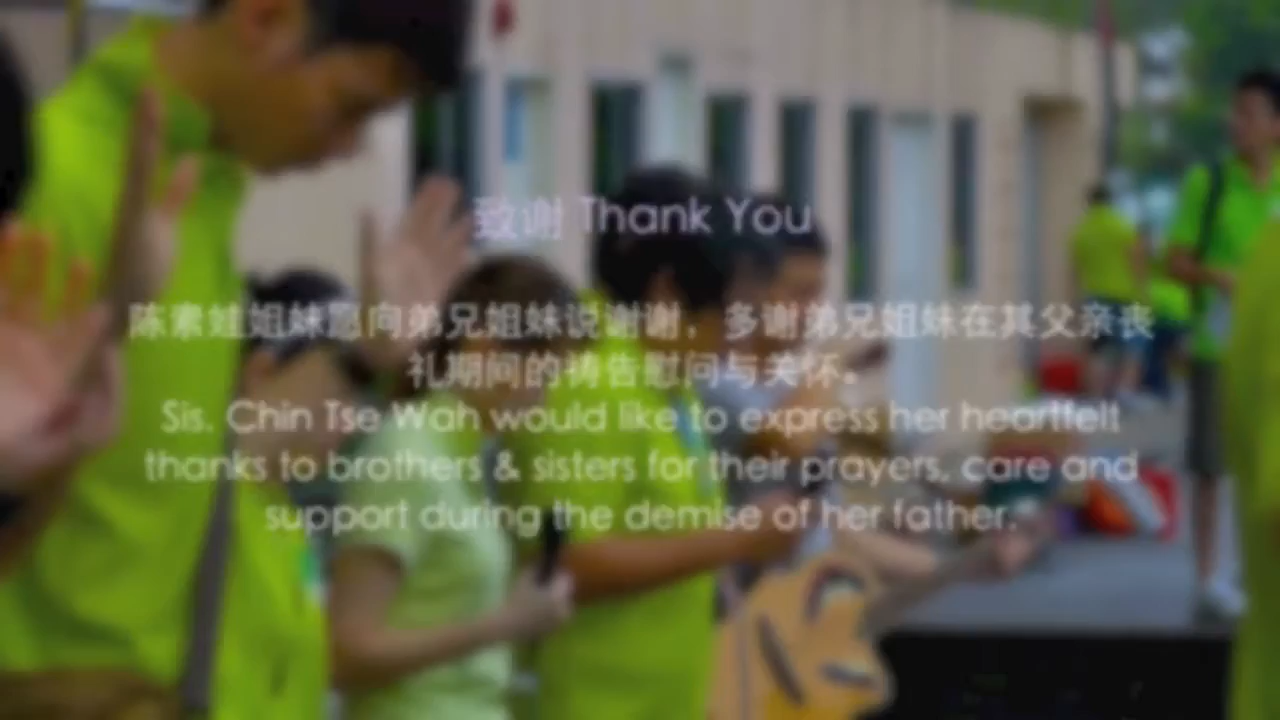 致谢 Thank You
陈素娃姐妹愿向弟兄姐妹说谢谢，多谢弟兄姐妹在其父亲丧
礼期间的祷告慰问与关怀。
Sis. Chin Tse Wah would like to express her heartfelt
thanks to brothers & sisters for their prayers, care and
support during the demise of her father.